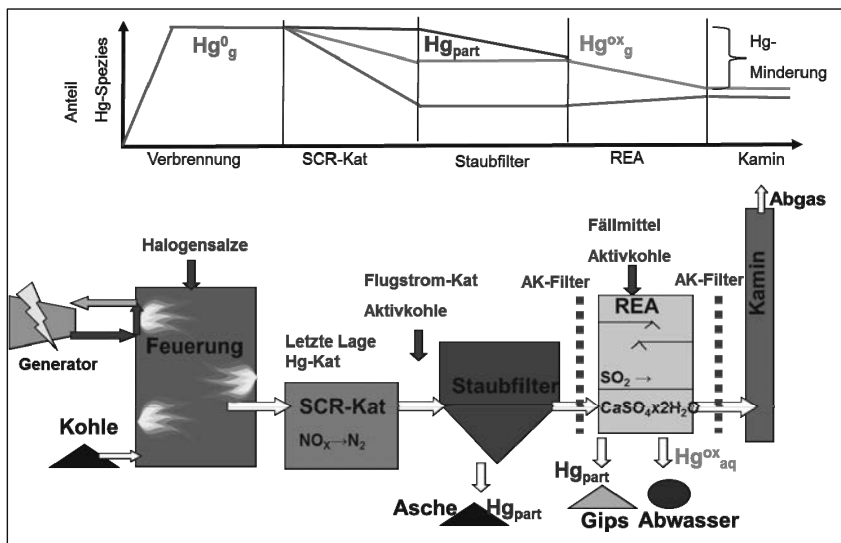 Anteil
Hg-Spezies
Hg⁰g
Hgpart
Hgᵒˣg
Hg-
Minderung
Verbrennung
SCR-Kat
Staubfilter
REA
Kamin
Abgas
Halogensalze
Fällmittel
Aktivkohle
Flugstrom-Kat
Aktivkohle
AK-Filter
AK-Filter
REA
Kamin
Generator
Feuerung
Letzte Lage
Hg-Kat
Staubfilter
SO₂ →
Kohle
SCR-Kat
CaSO₄x2H₂O
NOₓ→N₂
Hgpart
Hgᵒˣaq
Asche
Hgpart
Gips
Abwasser